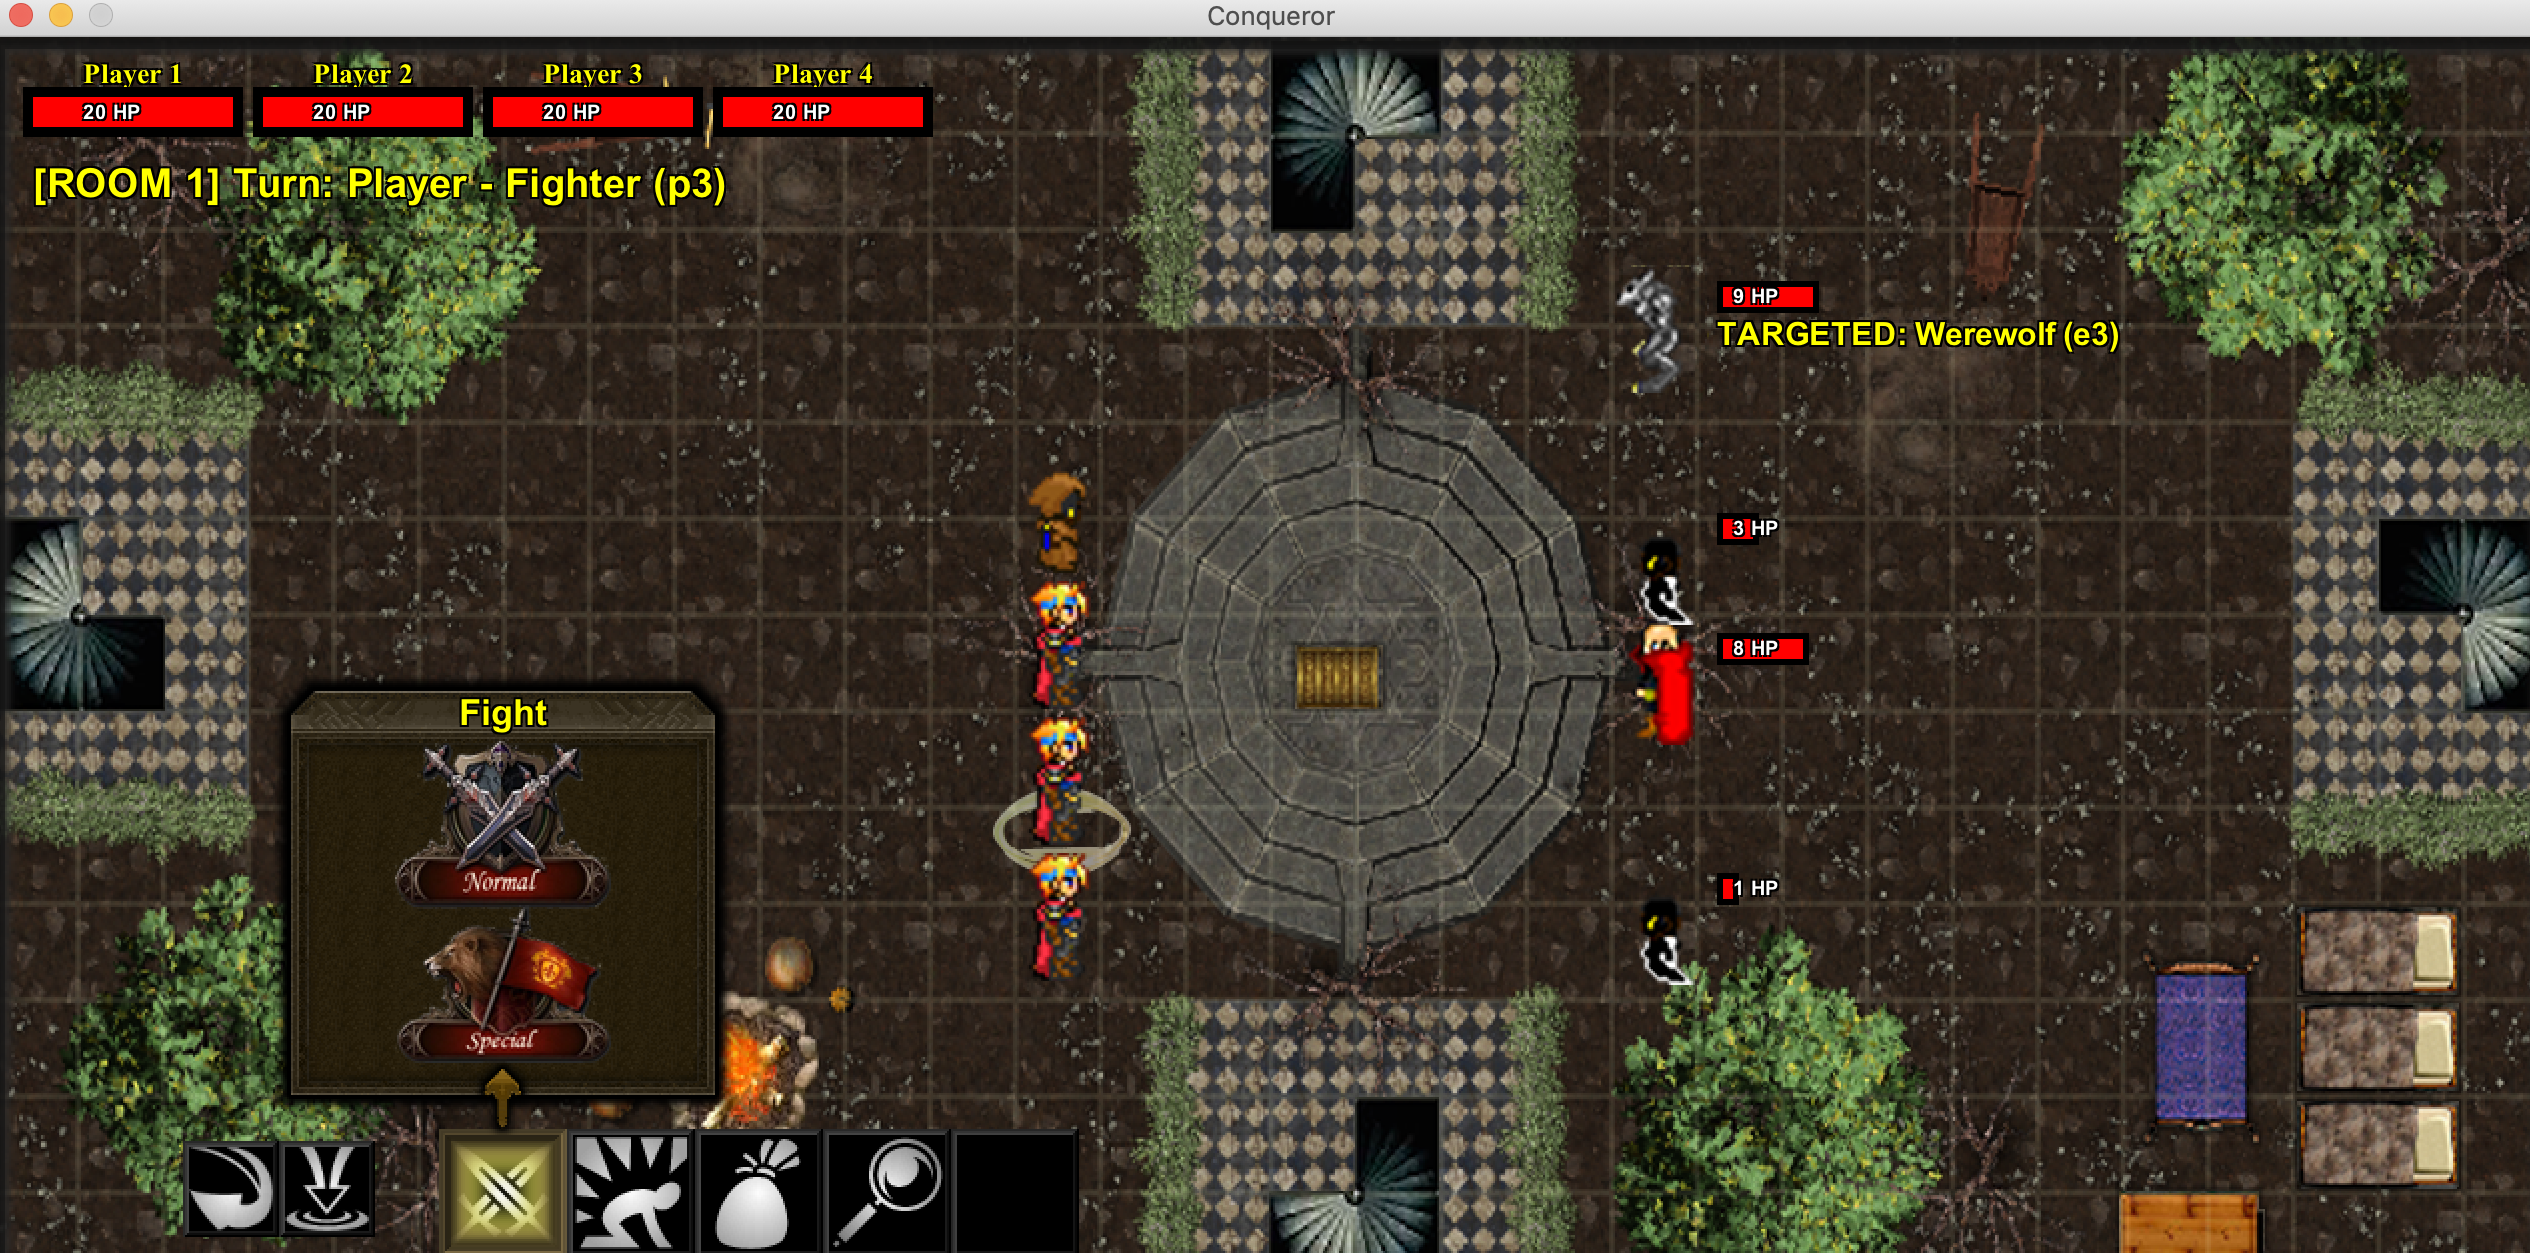 Conqueror
Player 1
Player 2
Player 3
Player 4
20 HP
20 HP
20 HP
20 HP
[ROOM 1] Turn: Player - Fighter (p3)
9 HP
TARGETED: Werewolf (e3)
3 HP
8 HP
Fight
Normal
1 HP
Special